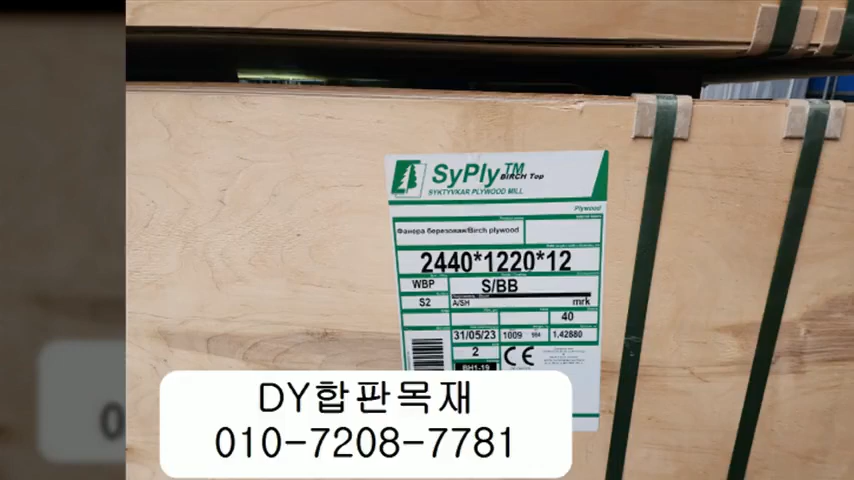 SyPly™
BIRCH Top
SYKTYVKAR PLYWOOD MILL
Plywood
Фанера березовая/Birch plywood
2440*1220*12
WBP
S/BB
S2
A/SH
mrk
40
31/05/23 1009 984 1,42880
2
CE
BH1-19
DY합판목재
010-7208-7781